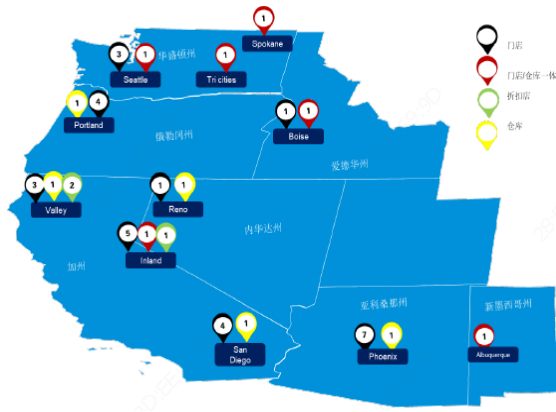 1
Spokane
3 1 华盛顿州 1
Seattle Tri cities
1 4
Portland
俄勒冈州
1 1
Boise
爱德华州
3 1 2
Valley
1 1
Reno
5 1 1
Inland
内华达州
加州
4 1
San
Diego
亚利桑那州
7 1
Phoenix
新墨西哥州
1
Albuquerque
门店
门店/仓库一体
折扣店
仓库